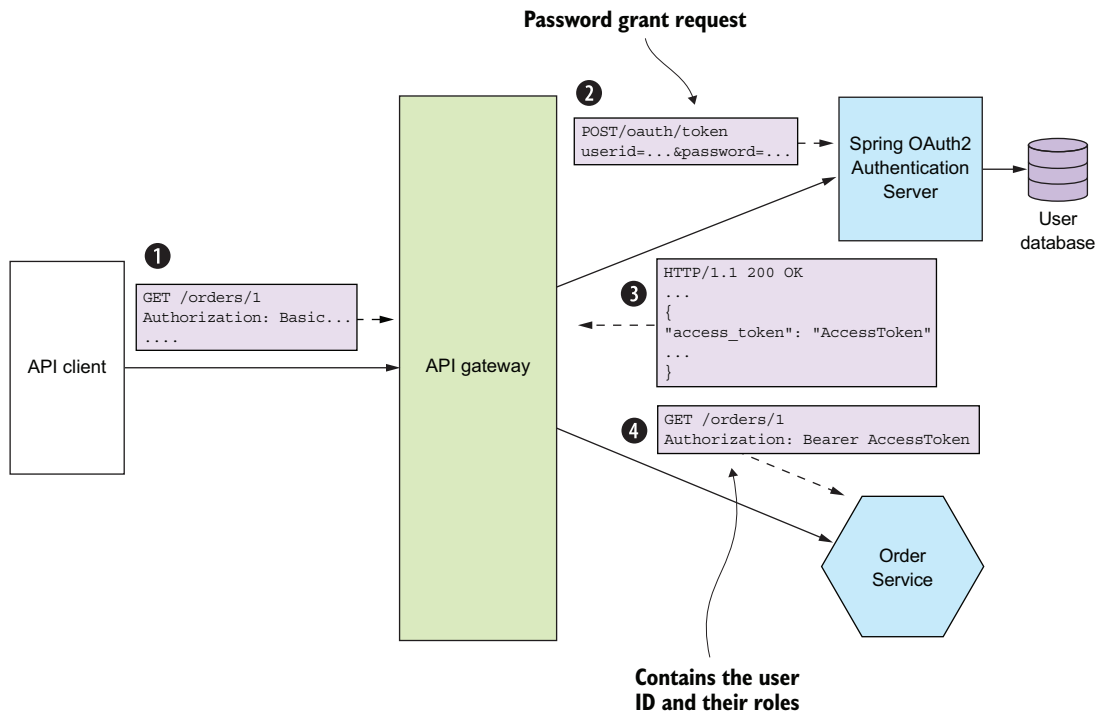 Password grant request
2
POST/oauth/token
userid=...&password=...
Spring OAuth2
Authentication
Server
User
database
1
GET /orders/1
Authorization: Basic...
....
API client
API gateway
3
HTTP/1.1 200 OK
...
{
"access_token": "AccessToken"
...
}
4
GET /orders/1
Authorization: Bearer AccessToken
Order
Service
Contains the user
ID and their roles